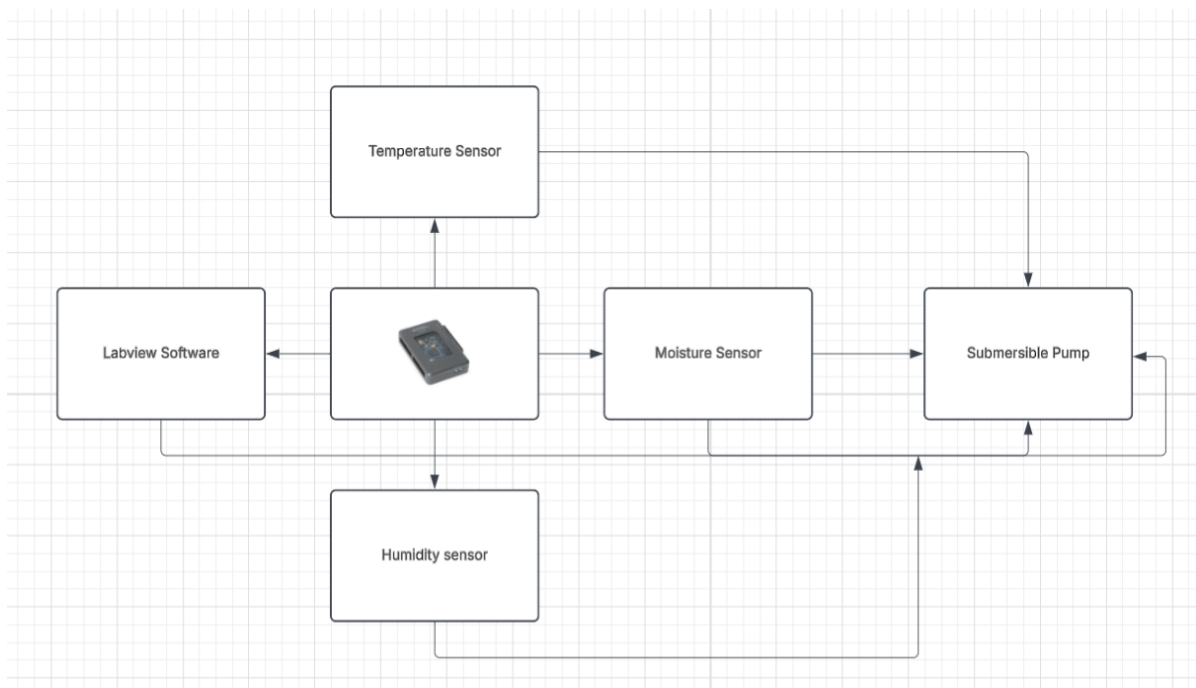 Temperature Sensor
Labview Software
Moisture Sensor
Submersible Pump
Humidity sensor